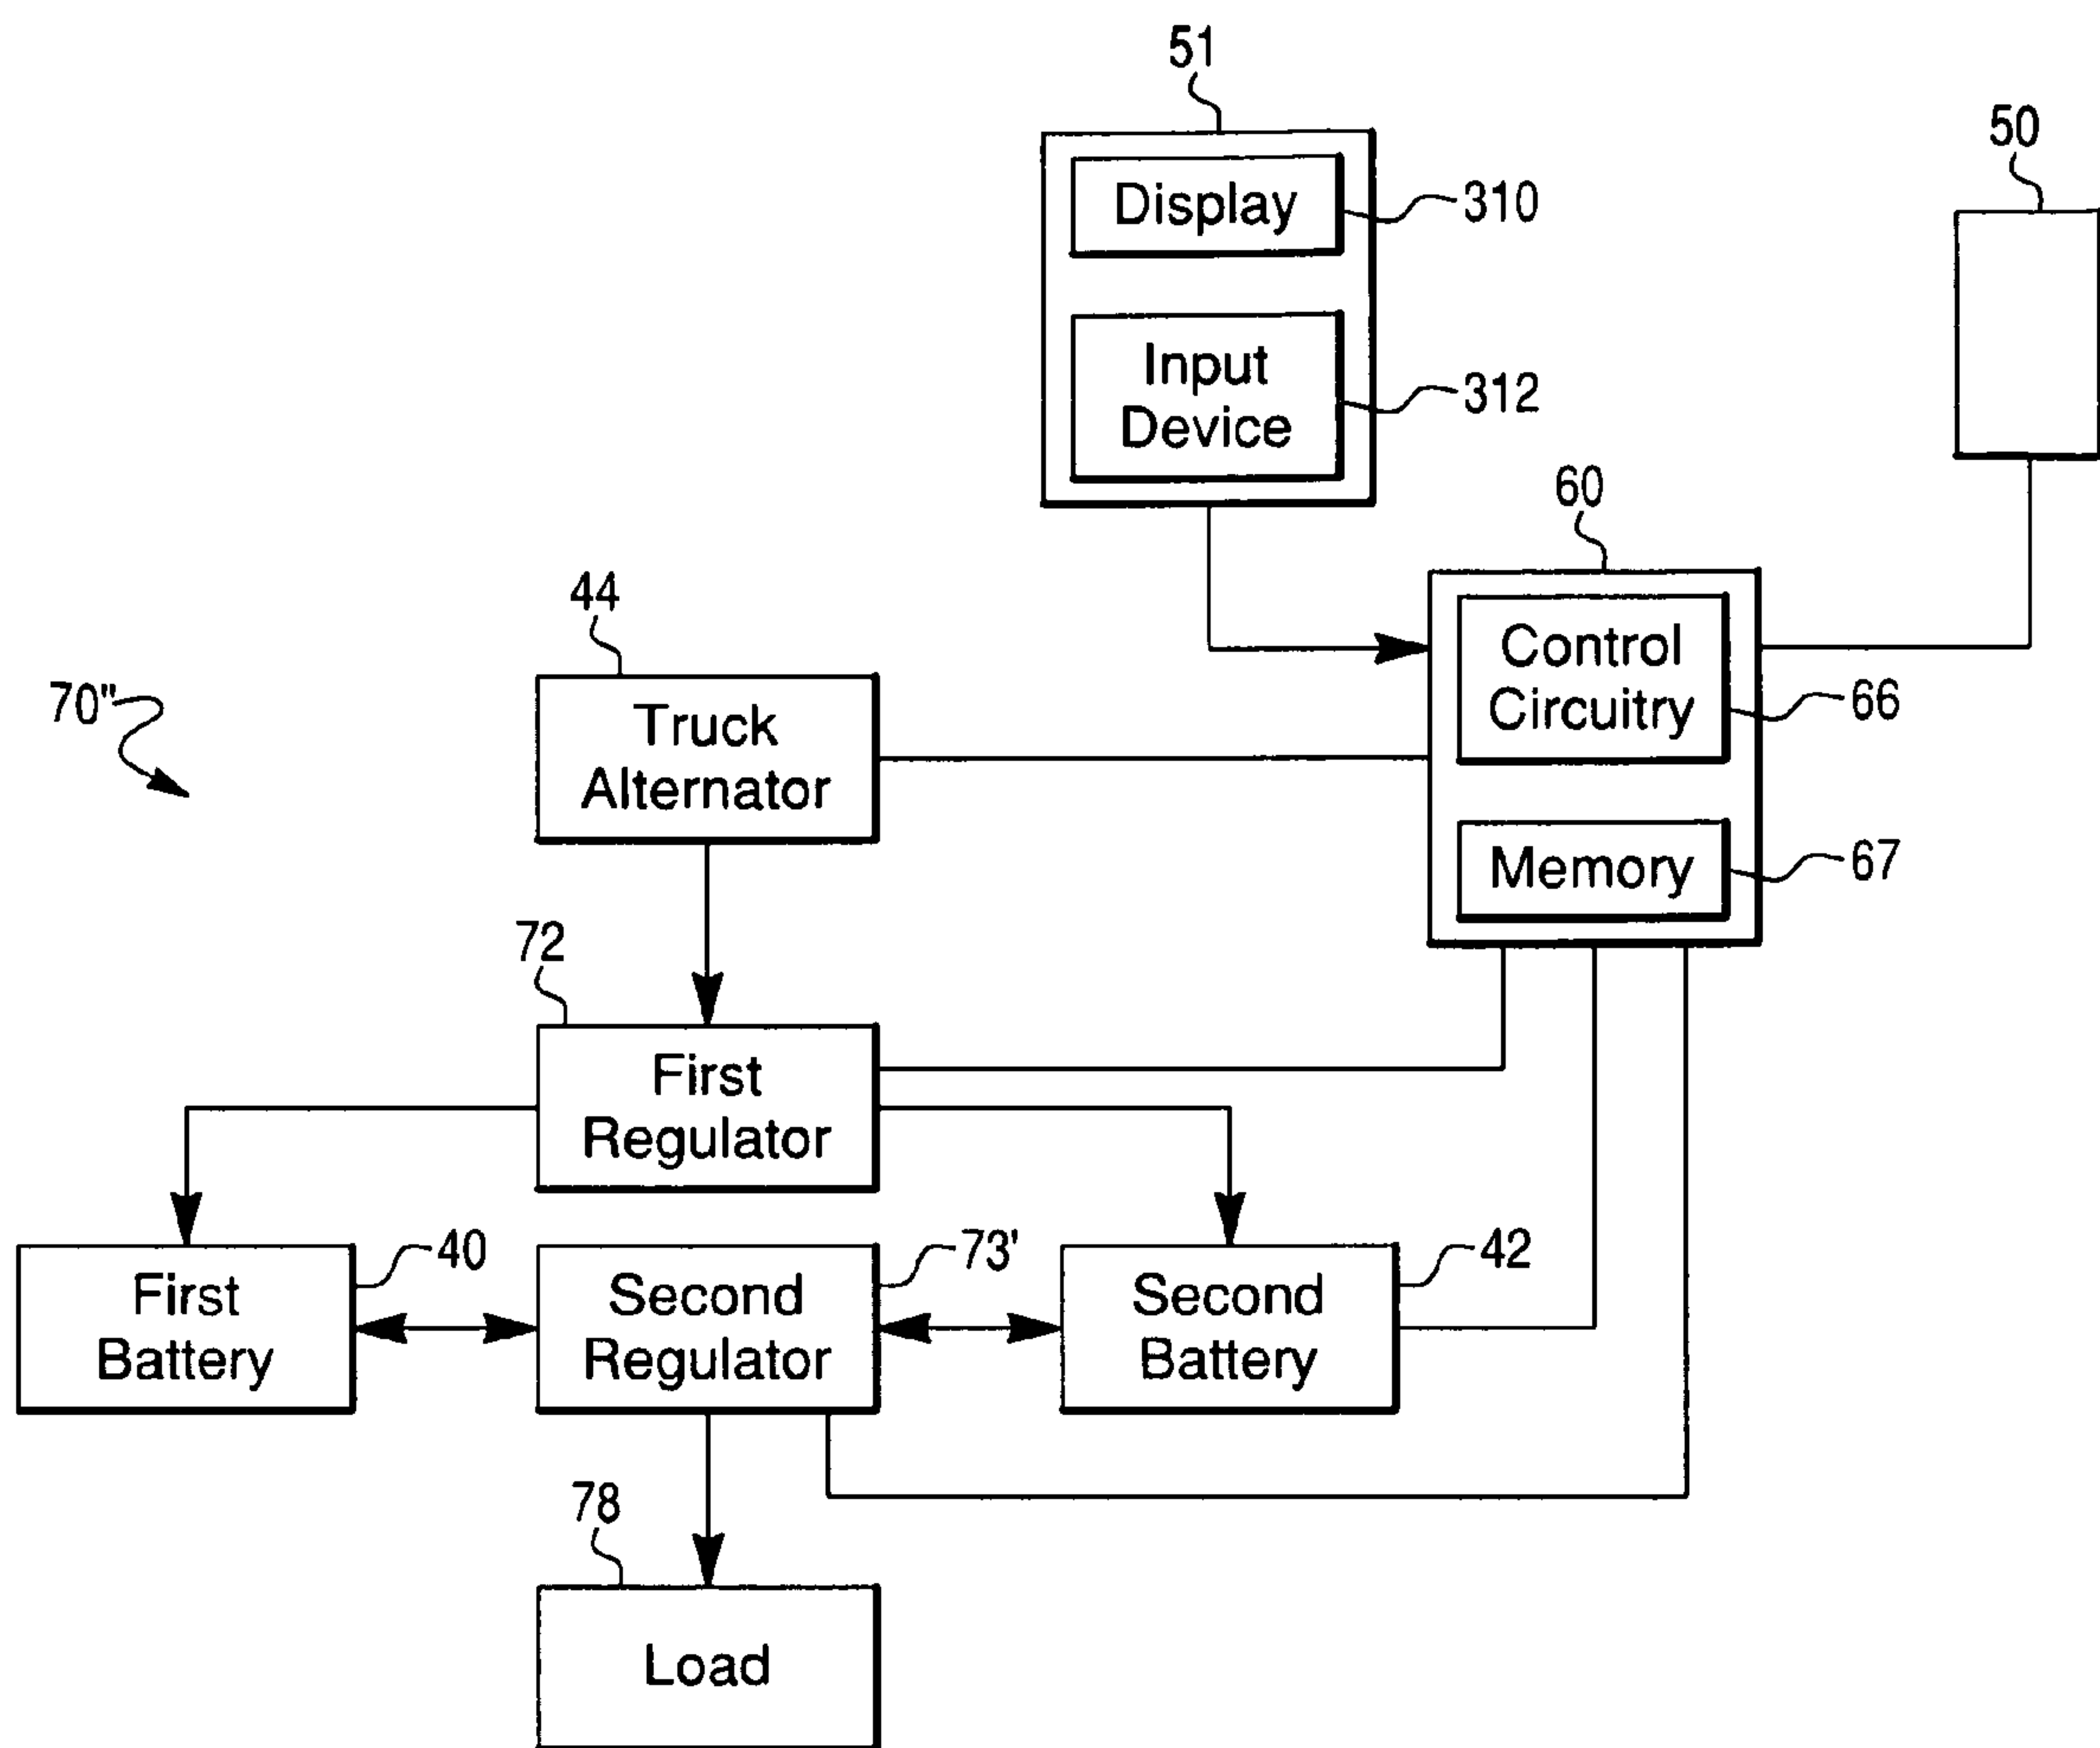 51
50
Display
310
Input
Device
312
60
44
Control
Circuitry
66
70"
Truck
Alternator
Memory
67
72
First
Regulator
40
73'
42
First
Battery
Second
Regulator
Second
Battery
78
Load